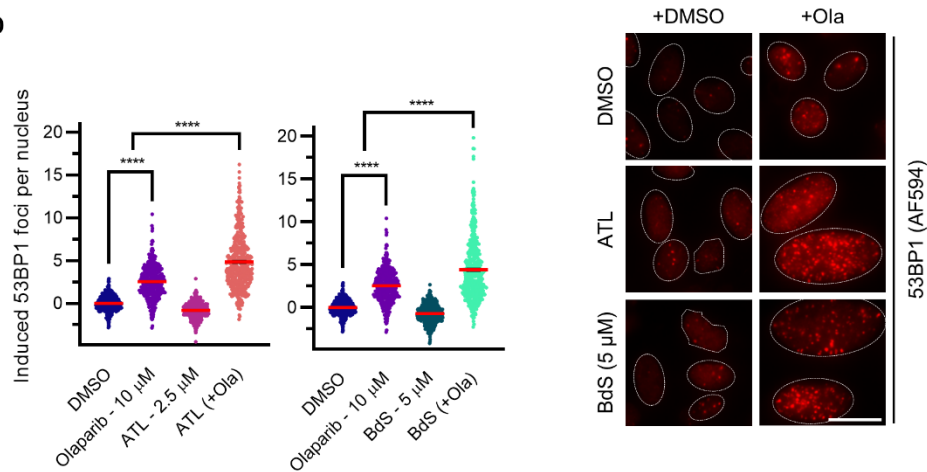 +DMSO
+Ola
DMSO
ATL
BdS (5 µM)
53BP1 (AF594)
Induced 53BP1 foci per nucleus
20
15
10
5
0
****
****
DMSO
Olaparib - 10 µM
ATL - 2.5 µM
ATL (+Ola)
20
15
10
5
0
****
****
DMSO
Olaparib - 10 µM
BdS - 5 µM
BdS (+Ola)